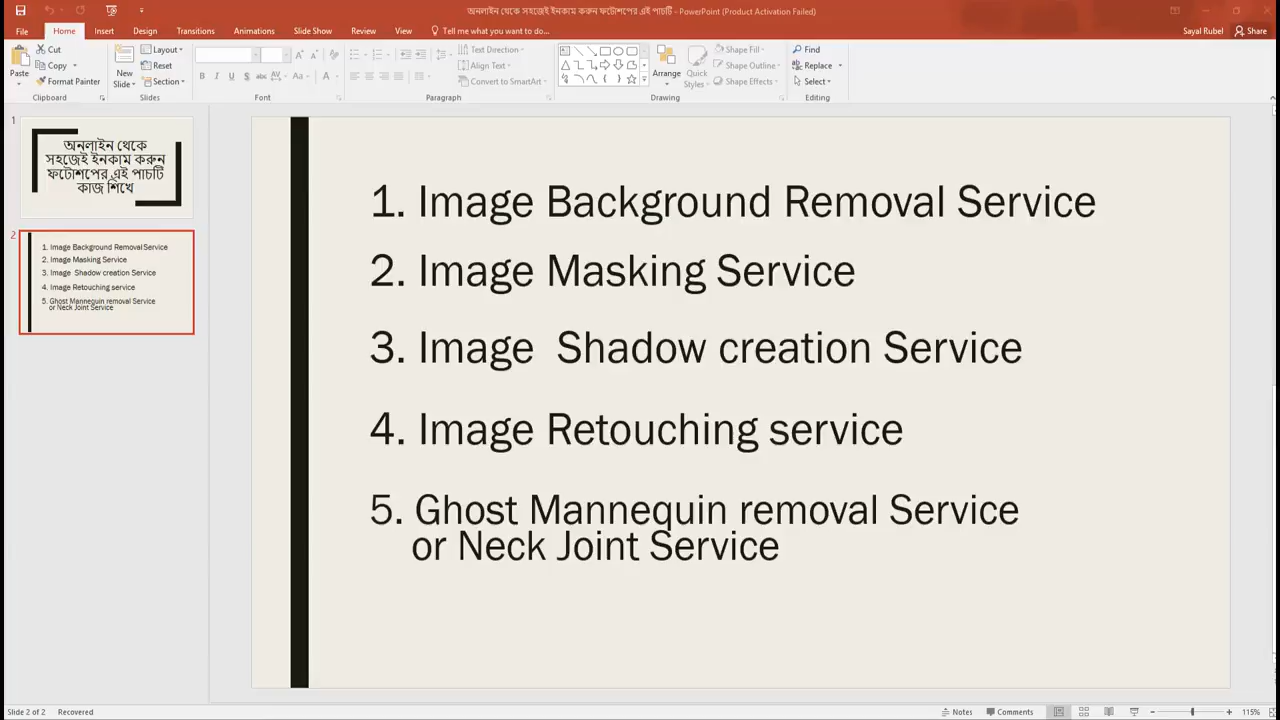 অনলাইন থেকে সহজেই ইনকাম করুন ফটোশপের এই পাচটি - PowerPoint (Product Activation Failed)
File Home Insert Design Transitions Animations Slide Show Review View Tell me what you want to do... Sayal Rubel Share
Paste
Cut
Copy
Format Painter
Clipboard
New
Slide
Layout
Reset
Section
Slides
Font
Text Direction
Align Text
Convert to SmartArt
Paragraph
Arrange
Quick
Styles
Shape Fill
Shape Outline
Shape Effects
Drawing
Find
Replace
Select
Editing
1
অনলাইন থেকে
সহজেই ইনকাম করুন
ফটোশপের এই পাচটি
কাজ শিখে
2
1. Image Background Removal Service
2. Image Masking Service
3. Image  Shadow creation Service
4. Image Retouching service
5. Ghost Mannequin removal Service
or Neck Joint Service
1. Image Background Removal Service
2. Image Masking Service
3. Image  Shadow creation Service
4. Image Retouching service
5. Ghost Mannequin removal Service
or Neck Joint Service
Slide 2 of 2 Recovered Notes Comments 115%